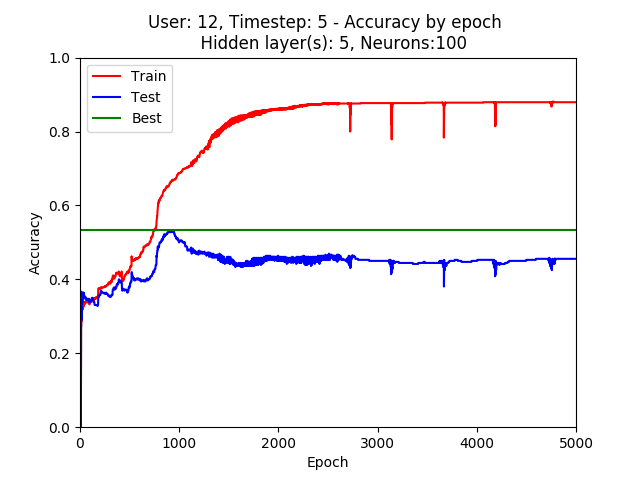 User: 12, Timestep: 5 - Accuracy by epoch
Hidden layer(s): 5, Neurons:100
1.0
0.8
0.6
0.4
0.2
0.0
Accuracy
Train
Test
Best
0
1000
2000
3000
4000
5000
Epoch